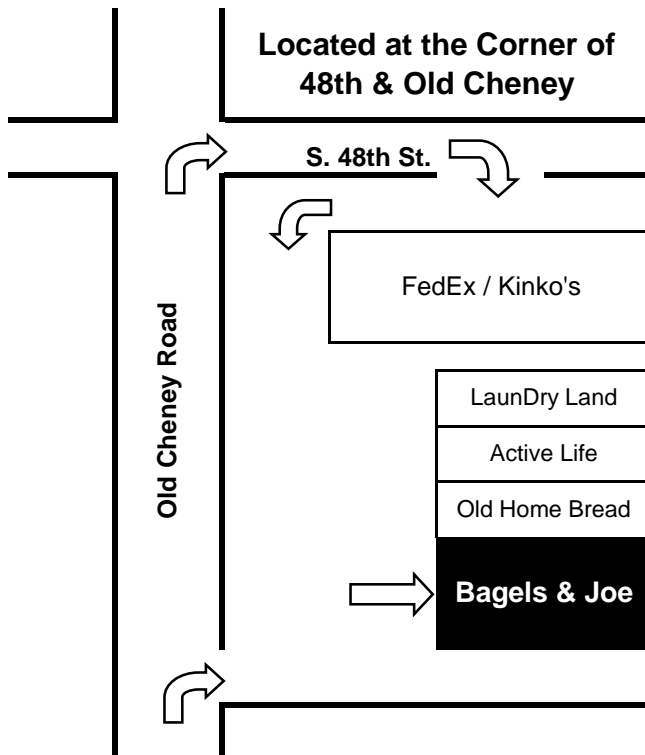 Located at the Corner of
48th & Old Cheney
S. 48th St.
FedEx / Kinko's
Old Cheney Road
LaunDry Land
Active Life
Old Home Bread
Bagels & Joe